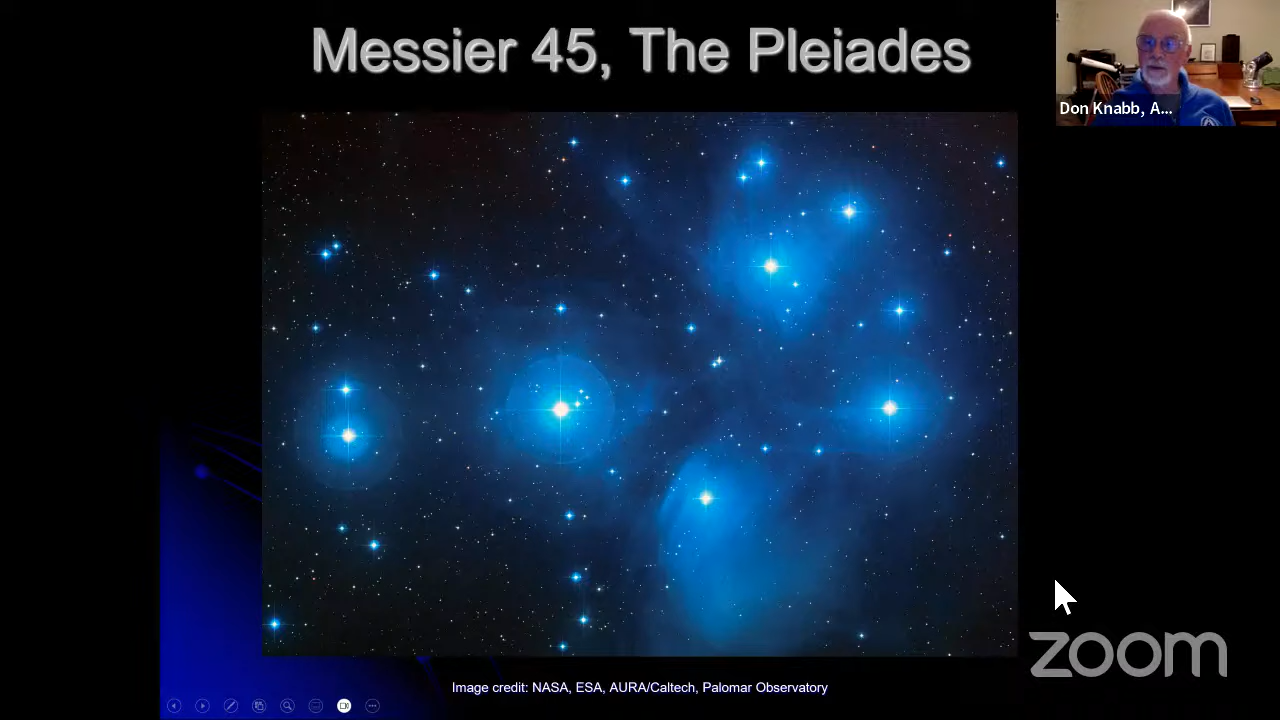 Messier 45, The Pleiades
Don Knabb, A...
zoom
Image credit: NASA, ESA, AURA/Caltech, Palomar Observatory